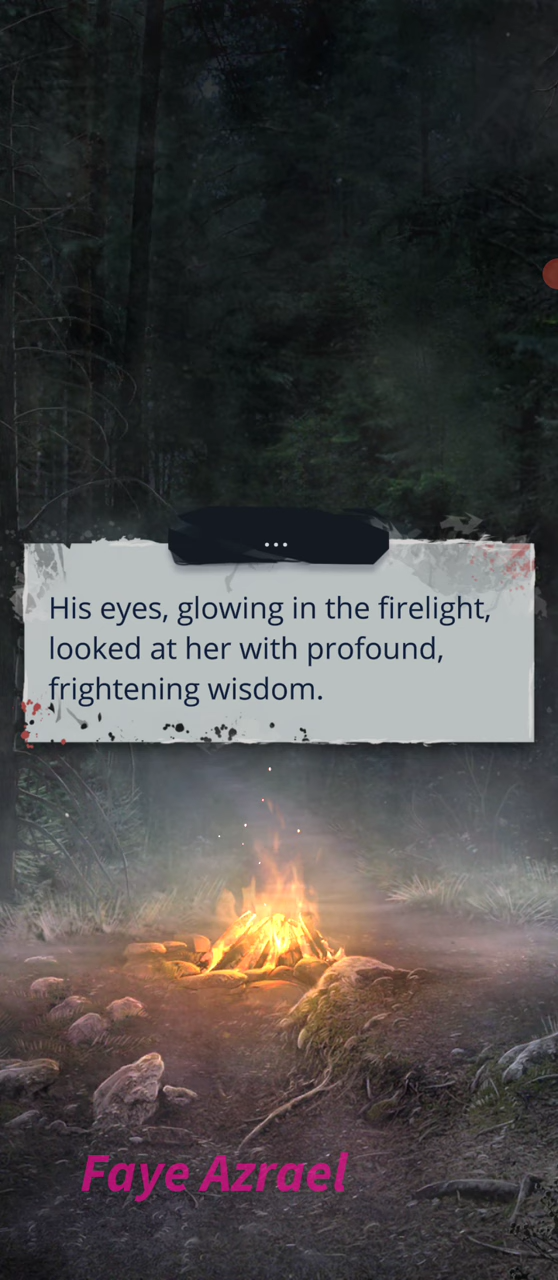 ...
His eyes, glowing in the firelight,
looked at her with profound,
frightening wisdom.
Faye Azrael